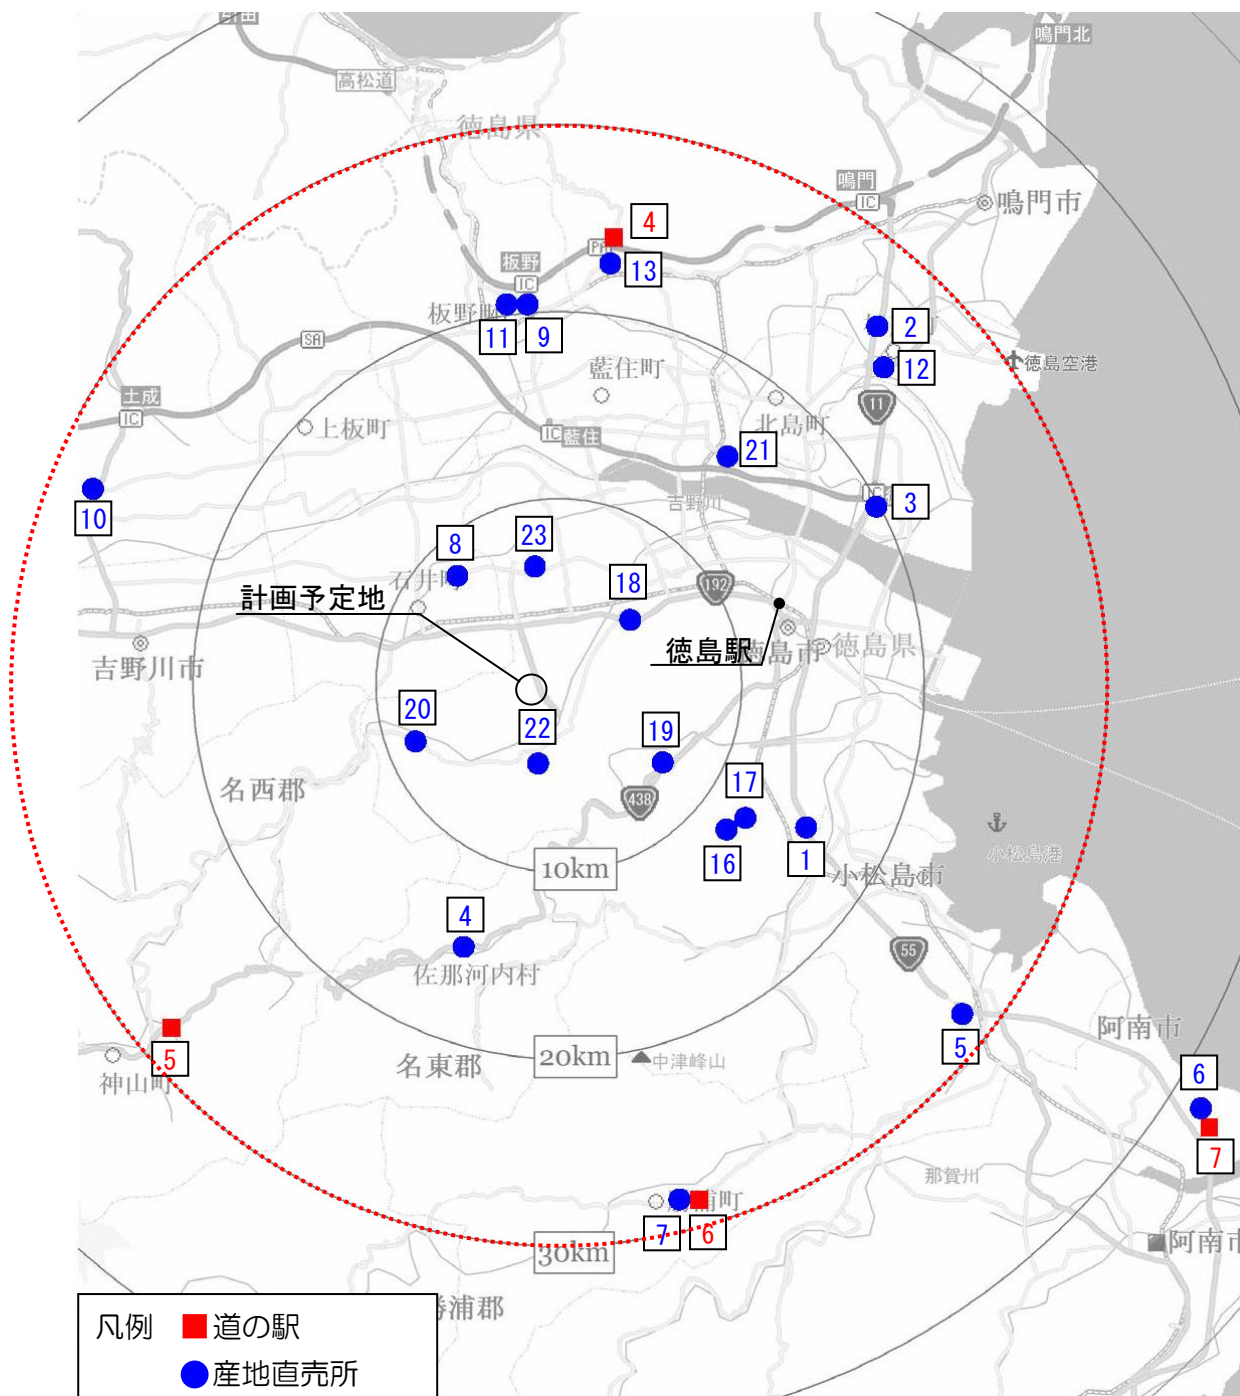 鳴門北
高松道
徳島県
鳴門
IC
鳴門市
4
PA
13
板野
IC
板野町
11
9
2
12
徳島空港
SA
藍住町
土成
IC
上板町
北島町
11
IC
藍住
21
10
吉野川
IC
3
8
23
石井町
18
192
計画予定地
徳島駅
徳島市
徳島県
吉野川市
20
22
19
名西郡
17
438
16
1
小松島港
小松島市
10km
4
佐那河内村
55
5
神山町
名東郡
20km
中津峰山
5
阿南市
6
7
那賀州
7
6
30km
阿南市
勝浦郡
凡例
道の駅
産地直売所